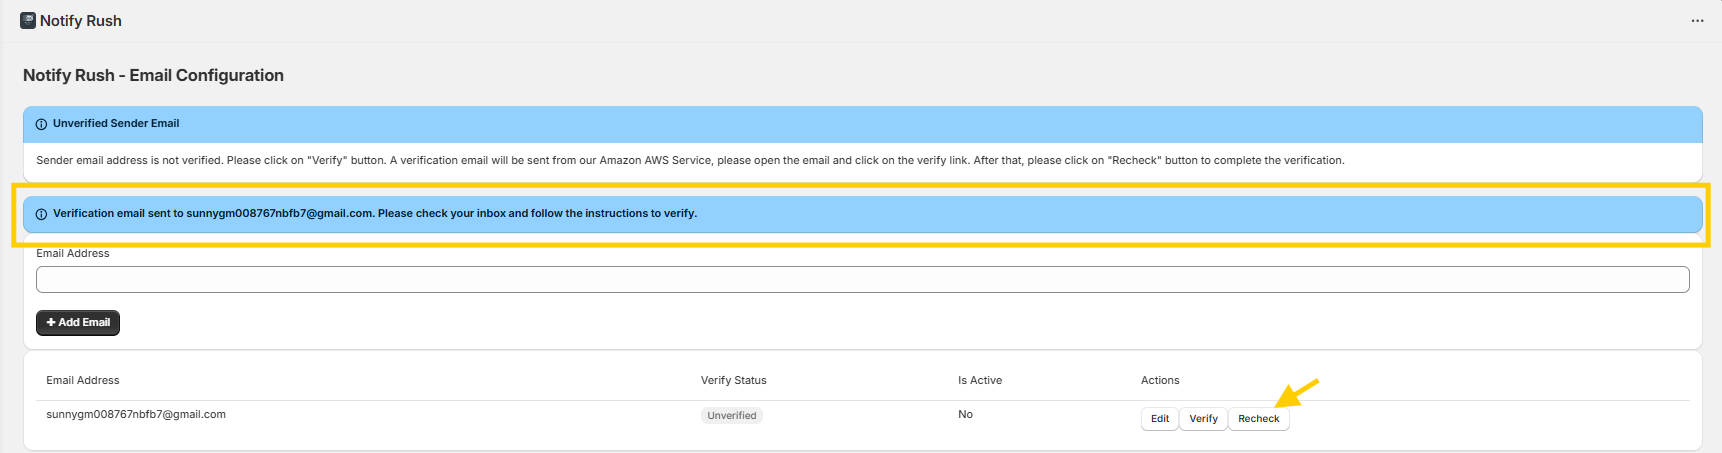 Notify Rush
Notify Rush - Email Configuration
Unverified Sender Email
Sender email address is not verified. Please click on "Verify" button. A verification email will be sent from our Amazon AWS Service, please open the email and click on the verify link. After that, please click on "Recheck" button to complete the verification.
Verification email sent to sunnygm008767nbfb7@gmail.com. Please check your inbox and follow the instructions to verify.
Email Address
+ Add Email
Email Address Verify Status Is Active Actions
sunnygm008767nbfb7@gmail.com Unverified No Edit Verify Recheck